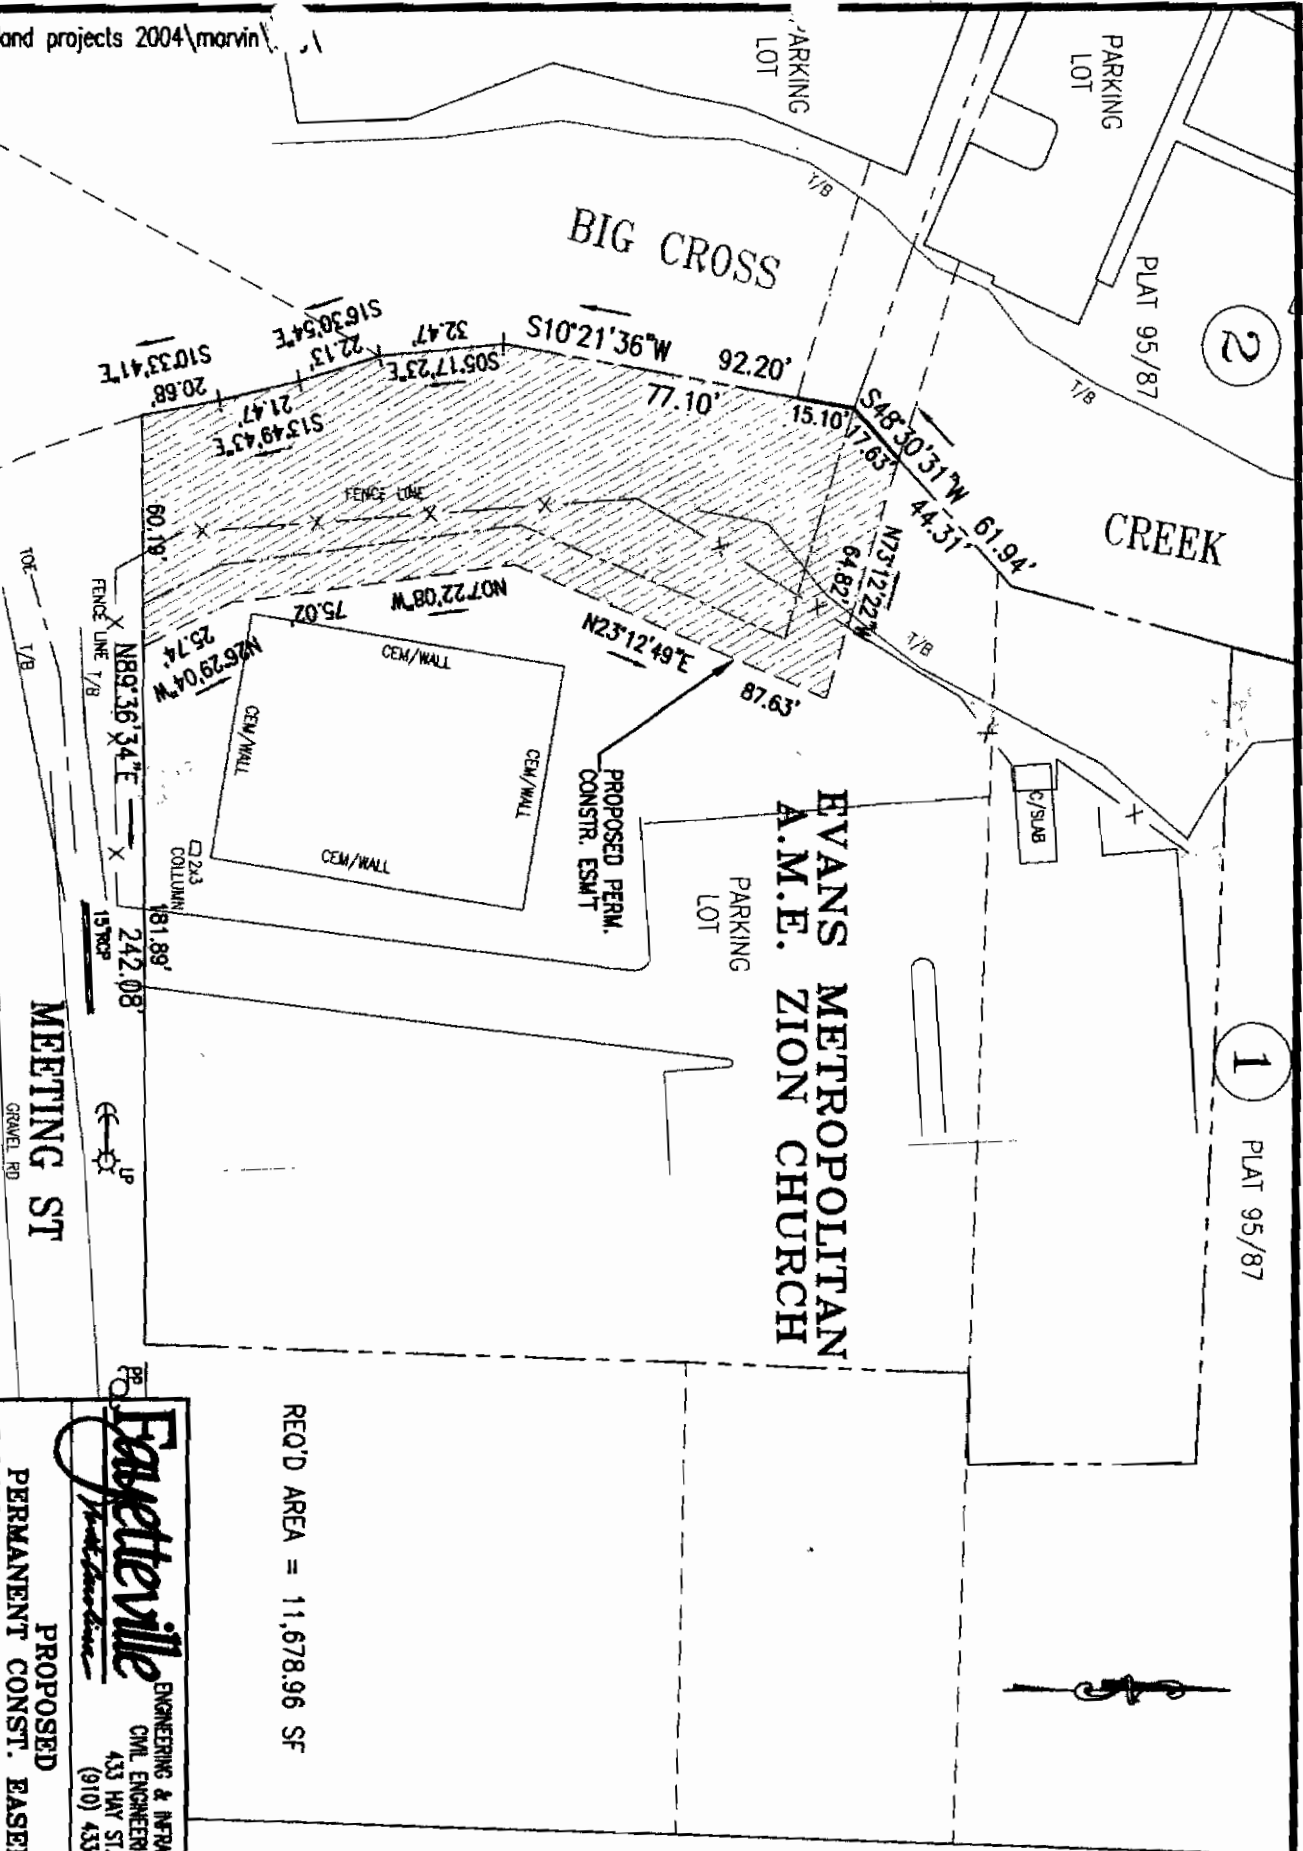 and projects 2004\marvin\
PARKING
LOT
PARKING
LOT
PLAT 95/87
2
T/B
T/B
BIG CROSS
CREEK
S10°21'36"W
92.20'
77.10'
15.10'
17.63'
S48°30'31"W
61.94'
44.31'
N73°12'22"W
64.82'
32.47'
S05°17'23"E
S16°30'54"E
22.13'
S10°33'41"E
20.68'
21.47'
S13°49'43"E
FENCE LINE
60.19'
N07°22'08"W
75.02'
N26°29'04"W
25.74'
N23°12'49"E
87.63'
T/B
TOE
T/B
FENCE LINE
T/B
N89°36'34"E
CEM/WALL
CEM/WALL
CEM/WALL
CEM/WALL
2x3
COLLUMN
PROPOSED PERM.
CONSTR. ESM'T
C/SLAB
EVANS METROPOLITAN
A.M.E. ZION CHURCH
PARKING
LOT
181.89'
242.08'
15"RCP
MEETING ST
GRAVEL RD
LP
PP
1
PLAT 95/87
REQ'D AREA = 11,678.96 SF
Fayetteville
North Carolina
ENGINEERING & INFRA
CIVIL ENGINEERI
433 HAY ST.
(910) 433
PROPOSED
PERMANENT CONST. EASE